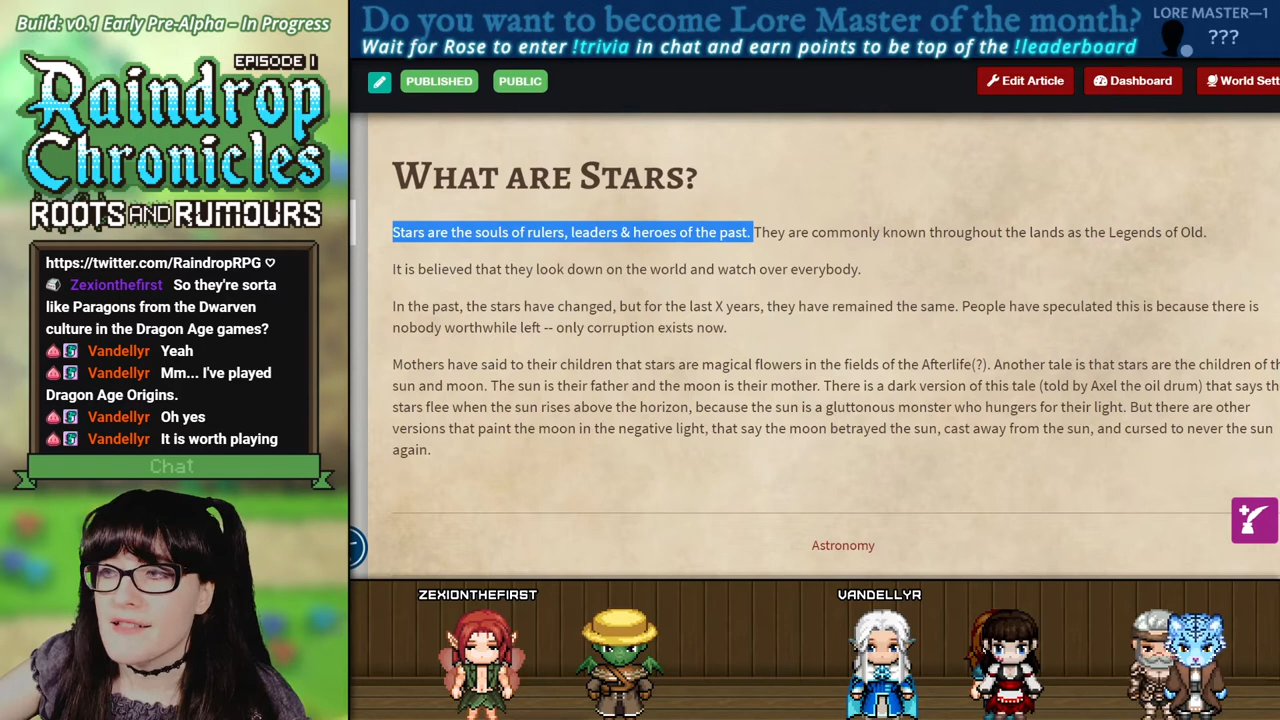 Build: v0.1 Early Pre-Alpha – In Progress
EPISODE I
Raindrop
Chronicles
ROOTS AND RUMOURS
https://twitter.com/RaindropRPG ♡
Zexionthefirst So they're sorta
like Paragons from the Dwarven
culture in the Dragon Age games?
Vandellyr Yeah
Vandellyr Mm... I've played
Dragon Age Origins.
Vandellyr Oh yes
Vandellyr It is worth playing
Chat
Do you want to become Lore Master of the month?
Wait for Rose to enter !trivia in chat and earn points to be top of the !leaderboard
LORE MASTER—1
???
PUBLISHED
PUBLIC
Edit Article
Dashboard
World Sett
WHAT ARE STARS?
Stars are the souls of rulers, leaders & heroes of the past. They are commonly known throughout the lands as the Legends of Old.
It is believed that they look down on the world and watch over everybody.
In the past, the stars have changed, but for the last X years, they have remained the same. People have speculated this is because there is
nobody worthwhile left -- only corruption exists now.
Mothers have said to their children that stars are magical flowers in the fields of the Afterlife(?). Another tale is that stars are the children of th
sun and moon. The sun is their father and the moon is their mother. There is a dark version of this tale (told by Axel the oil drum) that says th
stars flee when the sun rises above the horizon, because the sun is a gluttonous monster who hungers for their light. But there are other
versions that paint the moon in the negative light, that say the moon betrayed the sun, cast away from the sun, and cursed to never the sun
again.
Astronomy
ZEXIONTHEFIRST
VANDELLYR